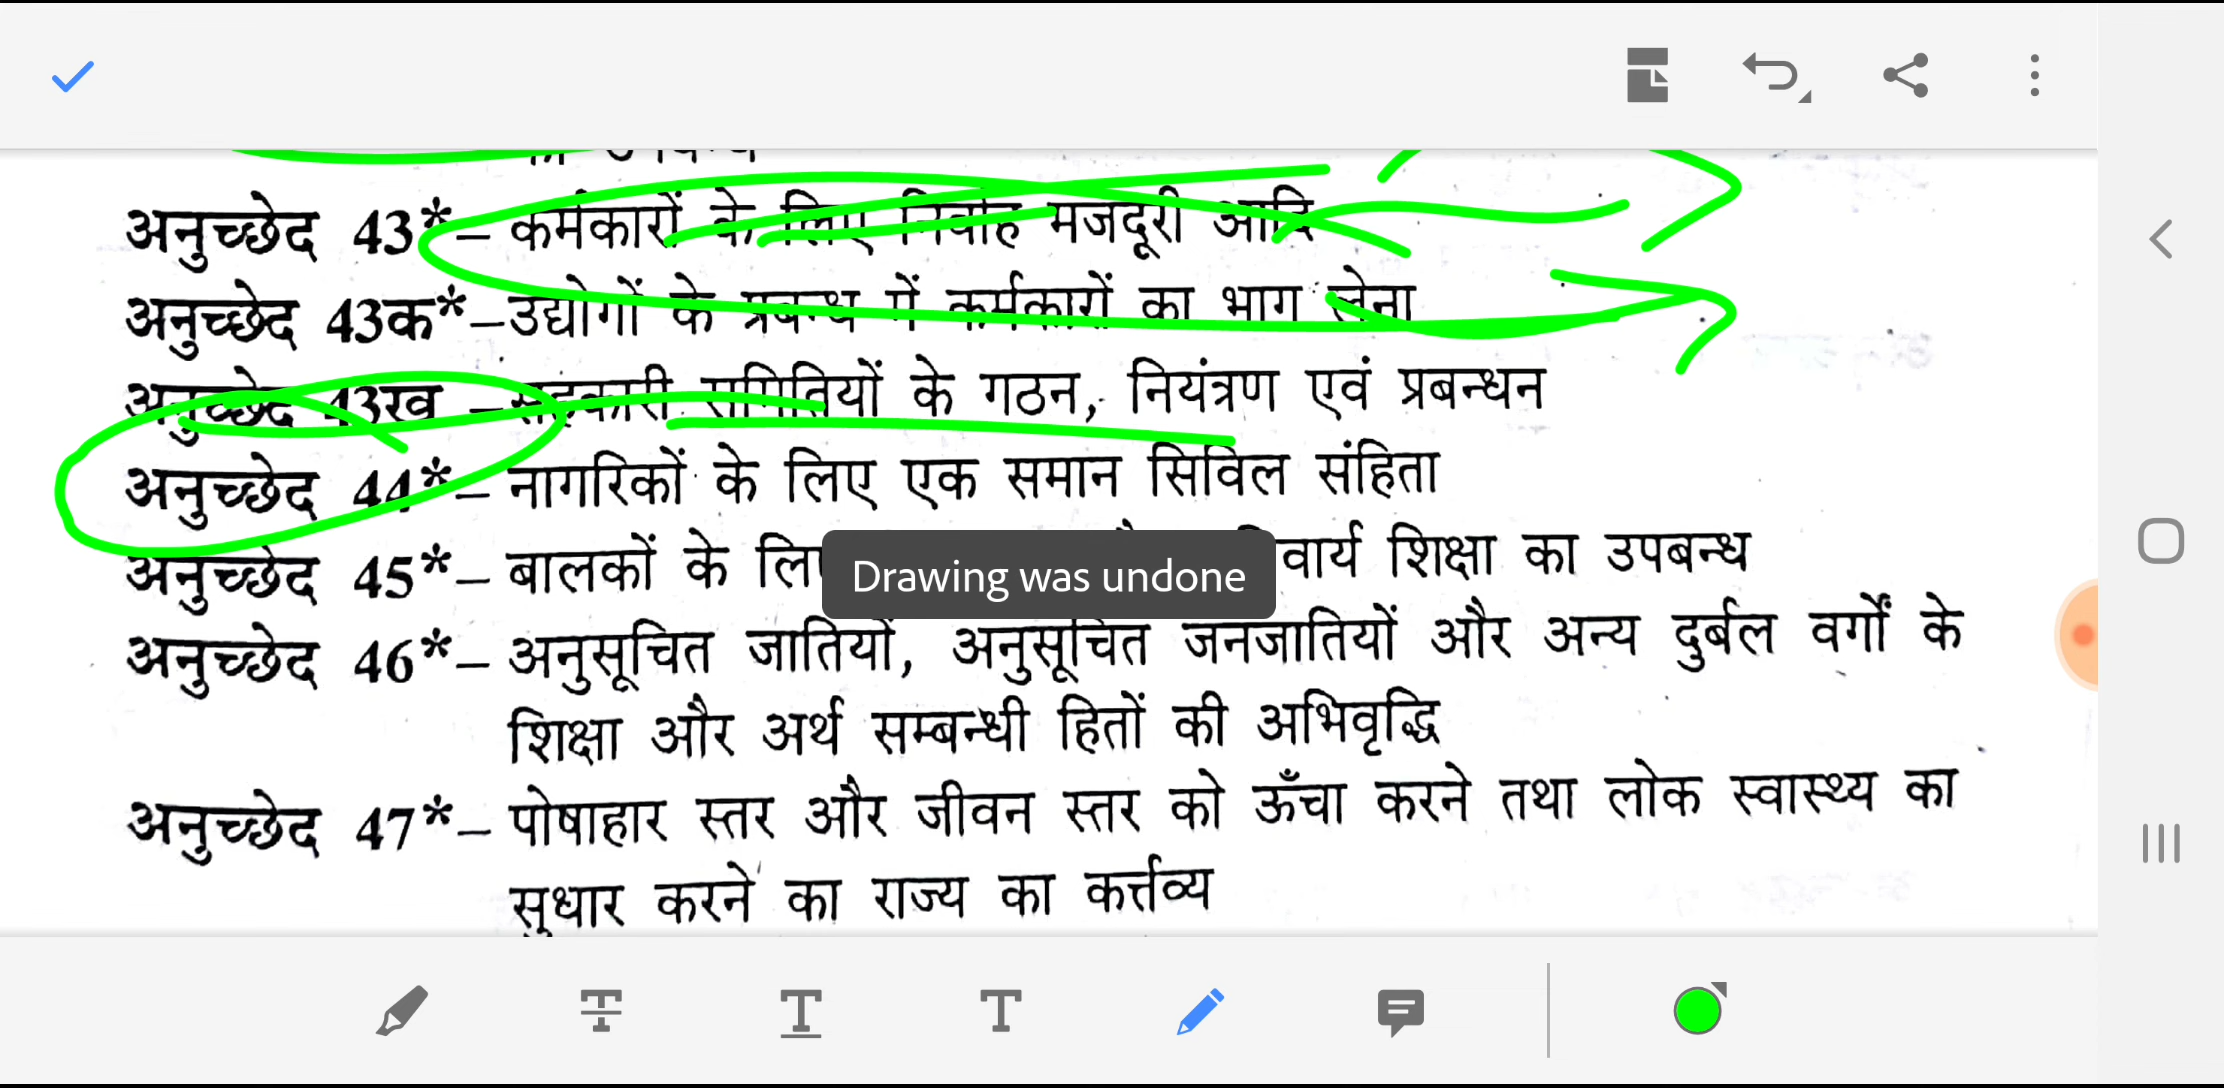 अनुच्छेद 43*– कर्मकारों के लिए निर्वाह मजदूरी आदि
अनुच्छेद 43क*–उद्योगों के प्रबन्ध में कर्मकारों का भाग लेना
अनुच्छेद 43ख –सहकारी समितियों के गठन, नियंत्रण एवं प्रबन्धन
अनुच्छेद 44*– नागरिकों के लिए एक समान सिविल संहिता
अनुच्छेद 45*– बालकों के शिक्षा का उपबन्ध
Drawing was undone
अनुच्छेद 46*– अनुसूचित जातियों, अनुसूचित जनजातियों और अन्य दुर्बल वर्गों के
शिक्षा और अर्थ सम्बन्धी हितों की अभिवृद्धि
अनुच्छेद 47*– पोषाहार स्तर और जीवन स्तर को ऊँचा करने तथा लोक स्वास्थ्य का
सुधार करने का राज्य का कर्त्तव्य